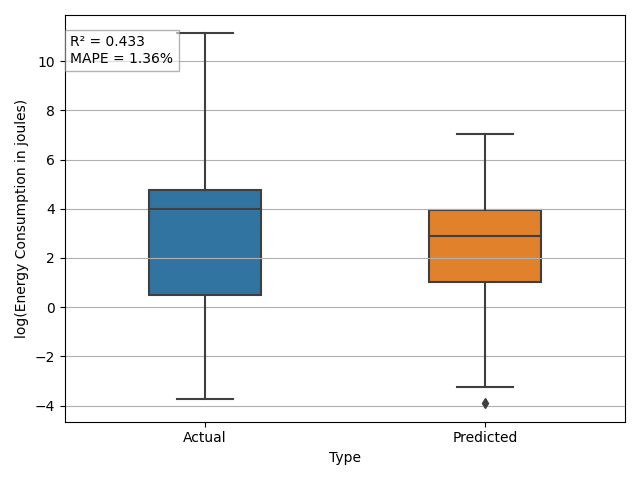 R² = 0.433
MAPE = 1.36%
log(Energy Consumption in joules)
10
8
6
4
2
0
−2
−4
Actual
Predicted
Type